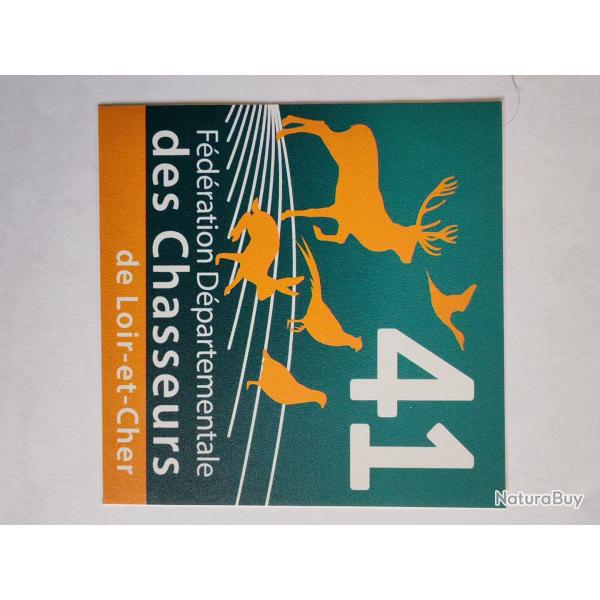 41
Fédération Départementale
des Chasseurs
de Loir-et-Cher
NaturaBuy